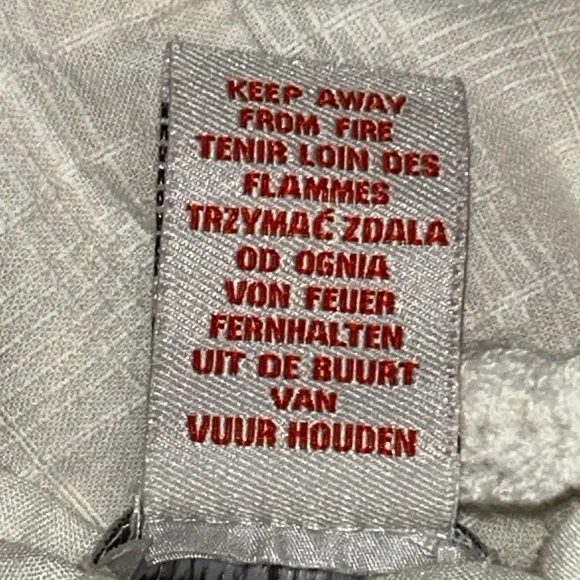 KEEP AWAY
FROM FIRE
TENIR LOIN DES
FLAMMES
TRZYMAĆ ZDALA
OD OGNIA
VON FEUER
FERNHALTEN
UIT DE BUURT
VAN
VUUR HOUDEN